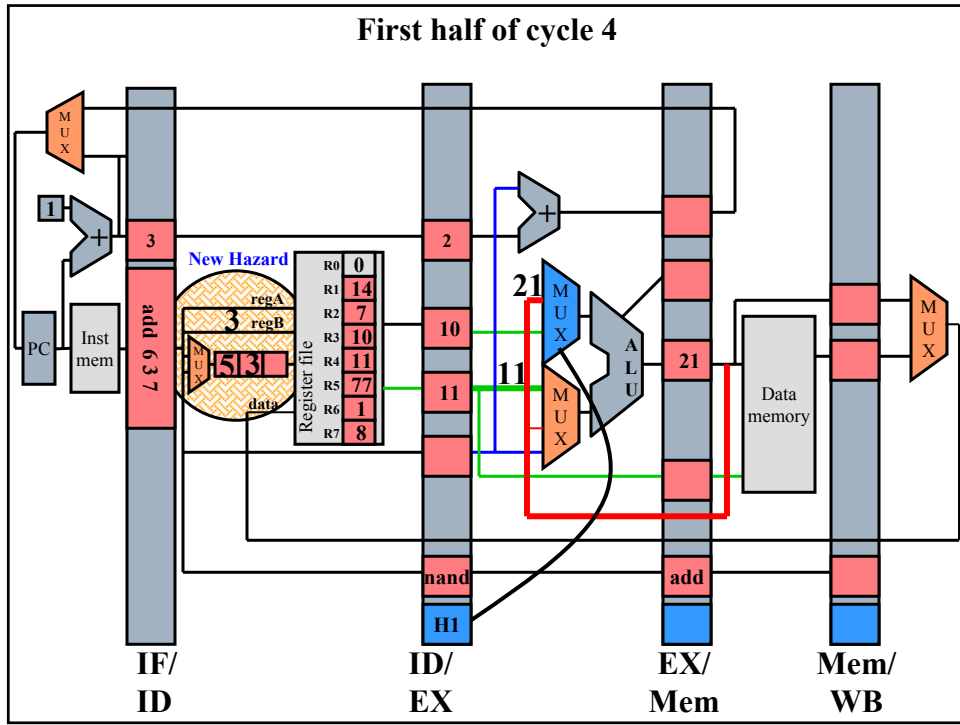 First half of cycle 4
M U X
1
+
3
2
+
New Hazard
add 6 3 7
PC
Inst mem
regA
3
regB
M U X
5 3
data
Register file
R0 0
R1 14
R2 7
R3 10
R4 11
R5 77
R6 1
R7 8
10
11
21
M U X
11
M U X
A L U
21
Data memory
M U X
nand
add
H1
IF/ ID
ID/ EX
EX/ Mem
Mem/ WB